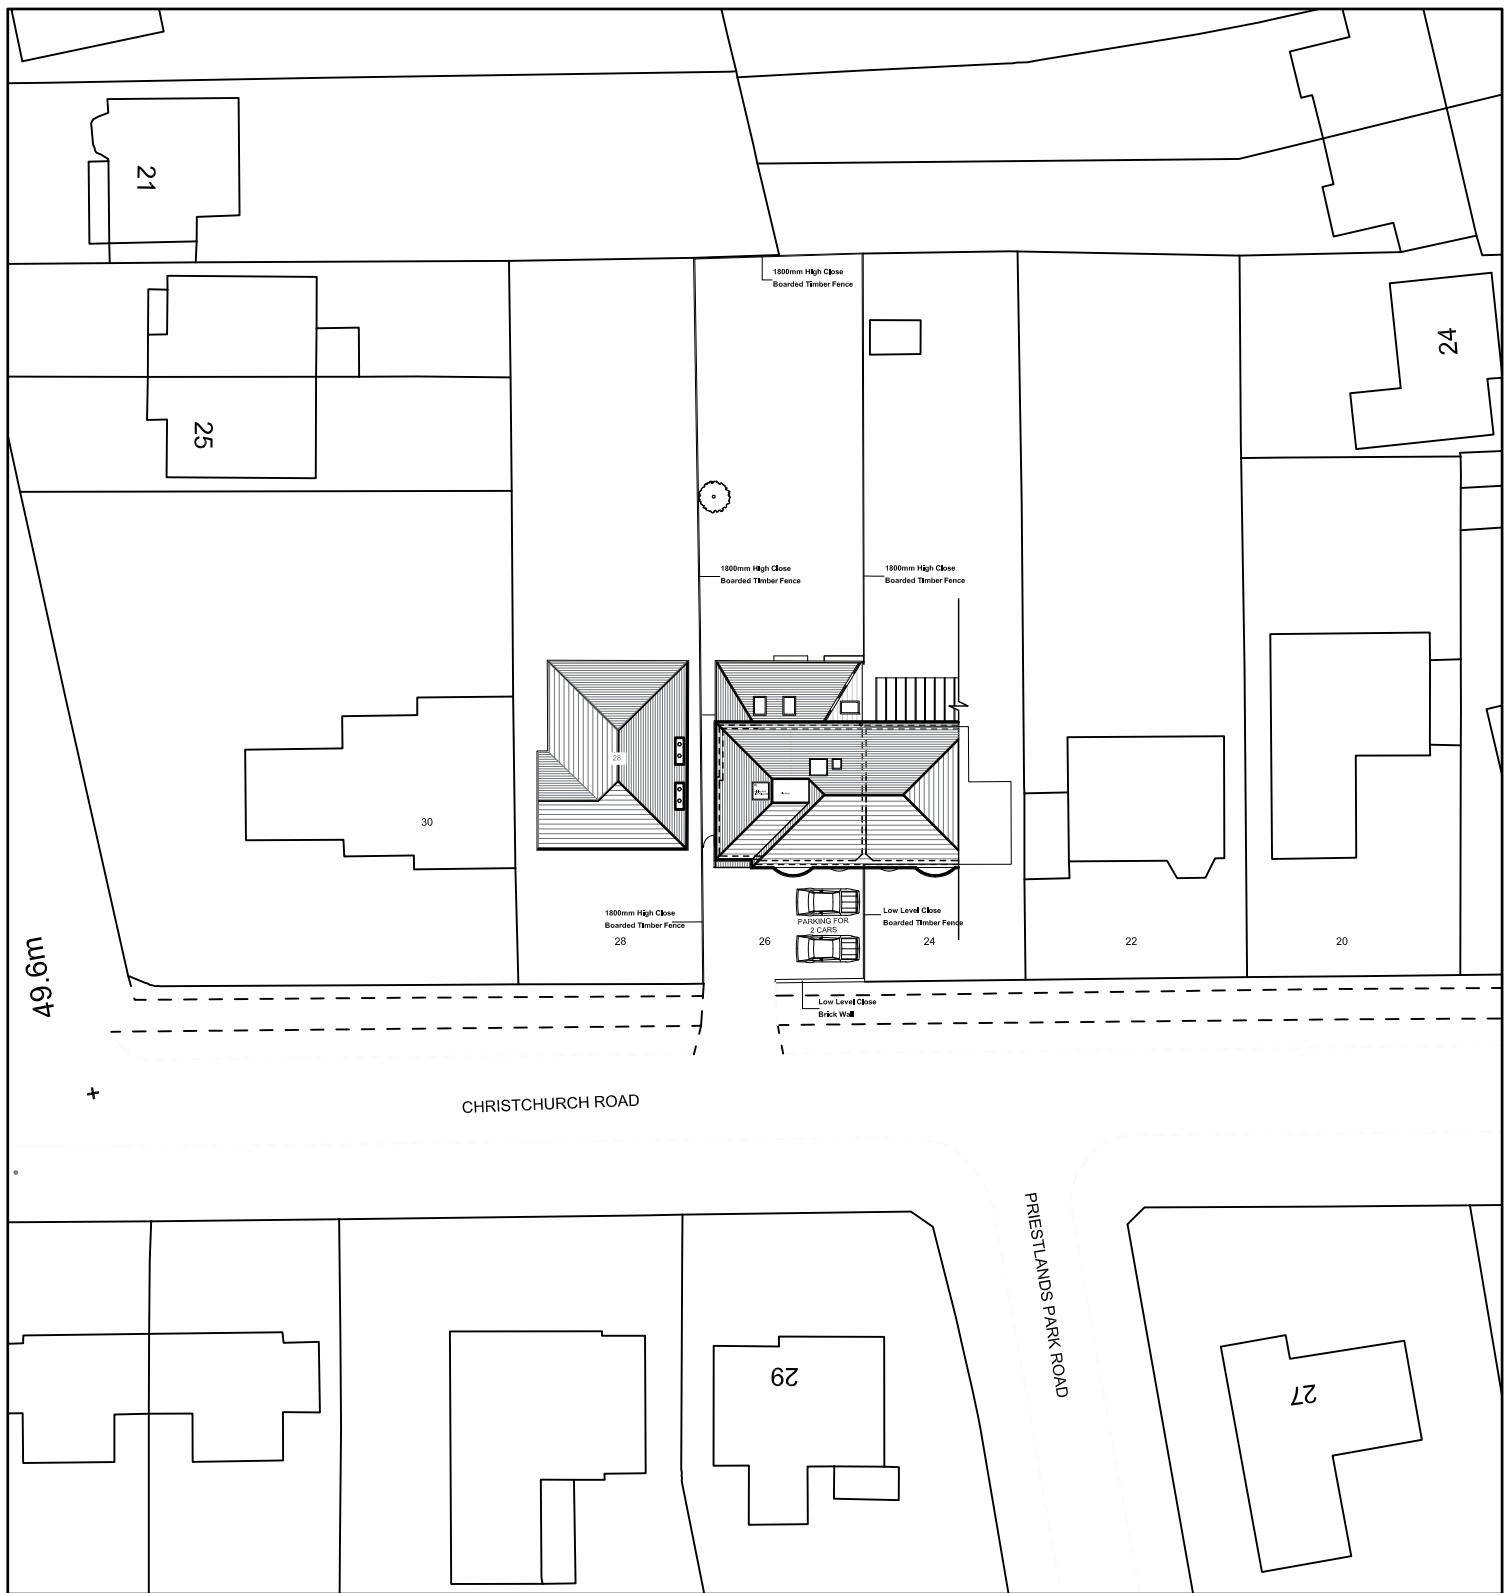 21
1800mm High Close
Boarded Timber Fence
24
25
1800mm High Close
Boarded Timber Fence
1800mm High Close
Boarded Timber Fence
28
30
1800mm High Close
Boarded Timber Fence
28
26
PARKING FOR
2 CARS
Low Level Close
Boarded Timber Fence
24
22
20
49.6m
Low Level Close
Brick Wall
CHRISTCHURCH ROAD
PRIESTLANDS PARK ROAD
29
27